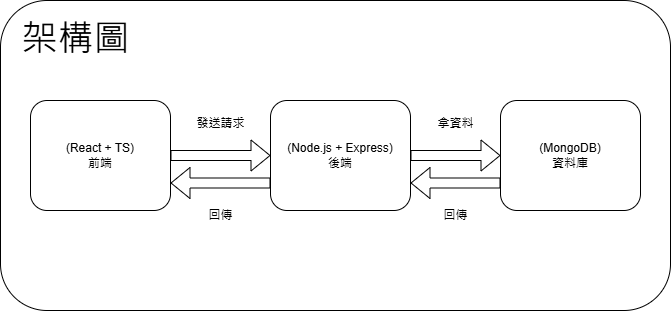 架構圖
發送請求
拿資料
(React + TS)
前端
(Node.js + Express)
後端
(MongoDB)
資料庫
回傳
回傳